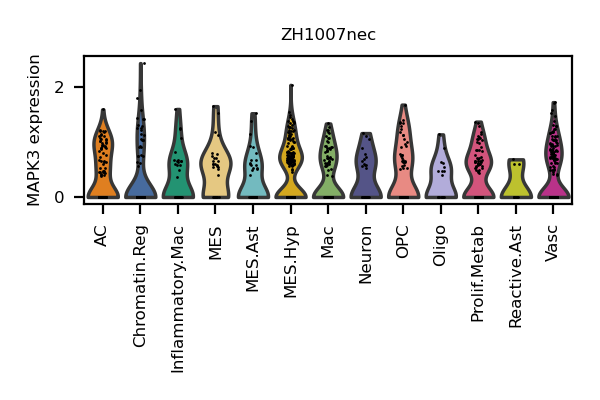 ZH1007nec
MAPK3 expression
2
0
AC
Chromatin.Reg
Inflammatory.Mac
MES
MES.Ast
MES.Hyp
Mac
Neuron
OPC
Oligo
Prolif.Metab
Reactive.Ast
Vasc